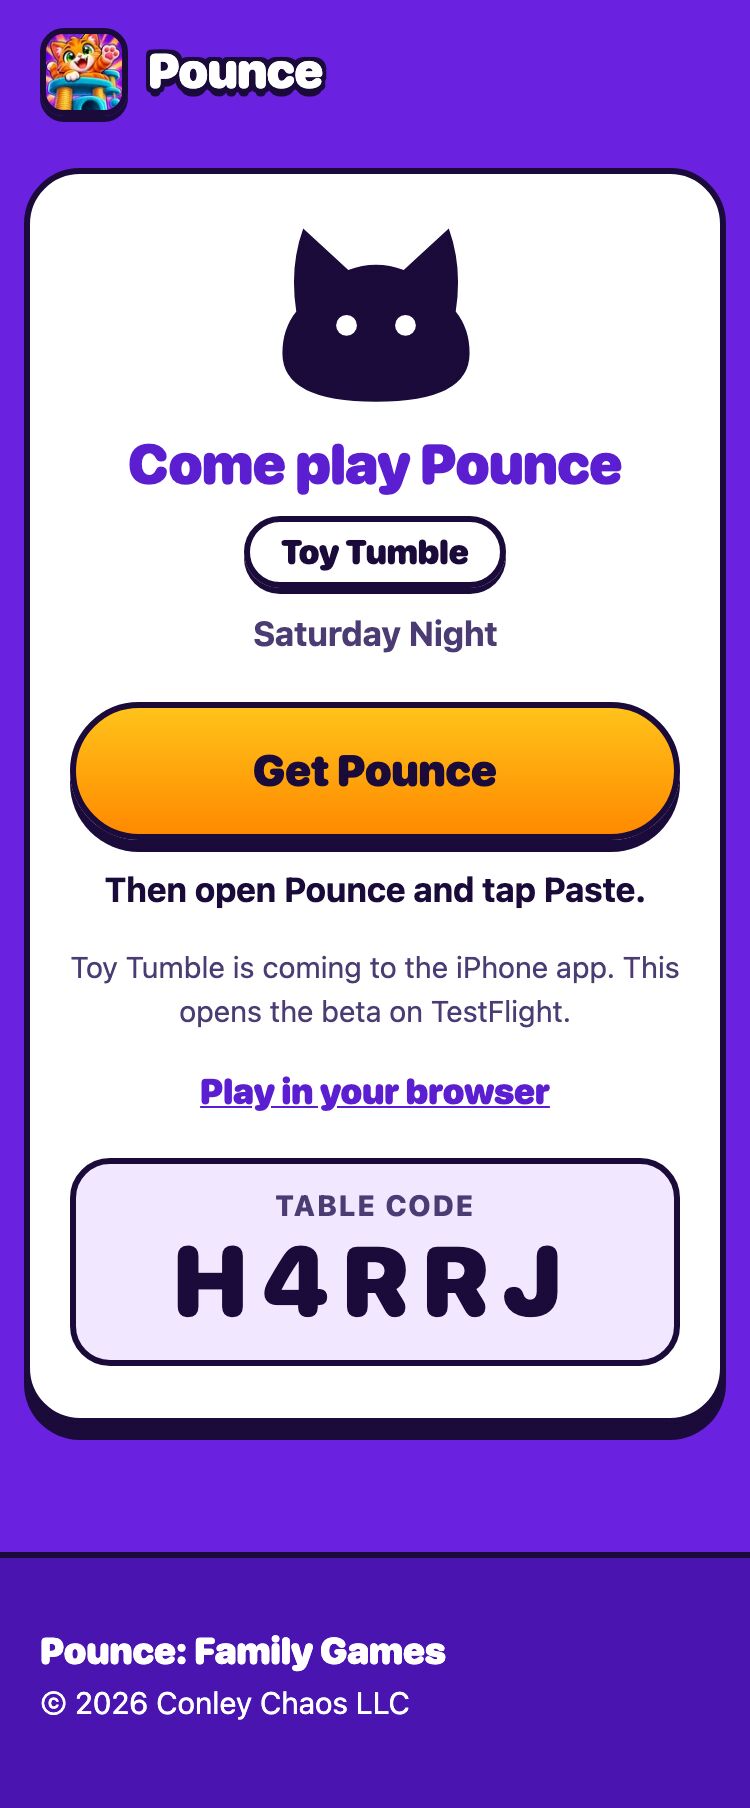 Pounce
Come play Pounce
Toy Tumble
Saturday Night
Get Pounce
Then open Pounce and tap Paste.
Toy Tumble is coming to the iPhone app. This
opens the beta on TestFlight.
Play in your browser
TABLE CODE
H4RRJ
Pounce: Family Games
© 2026 Conley Chaos LLC